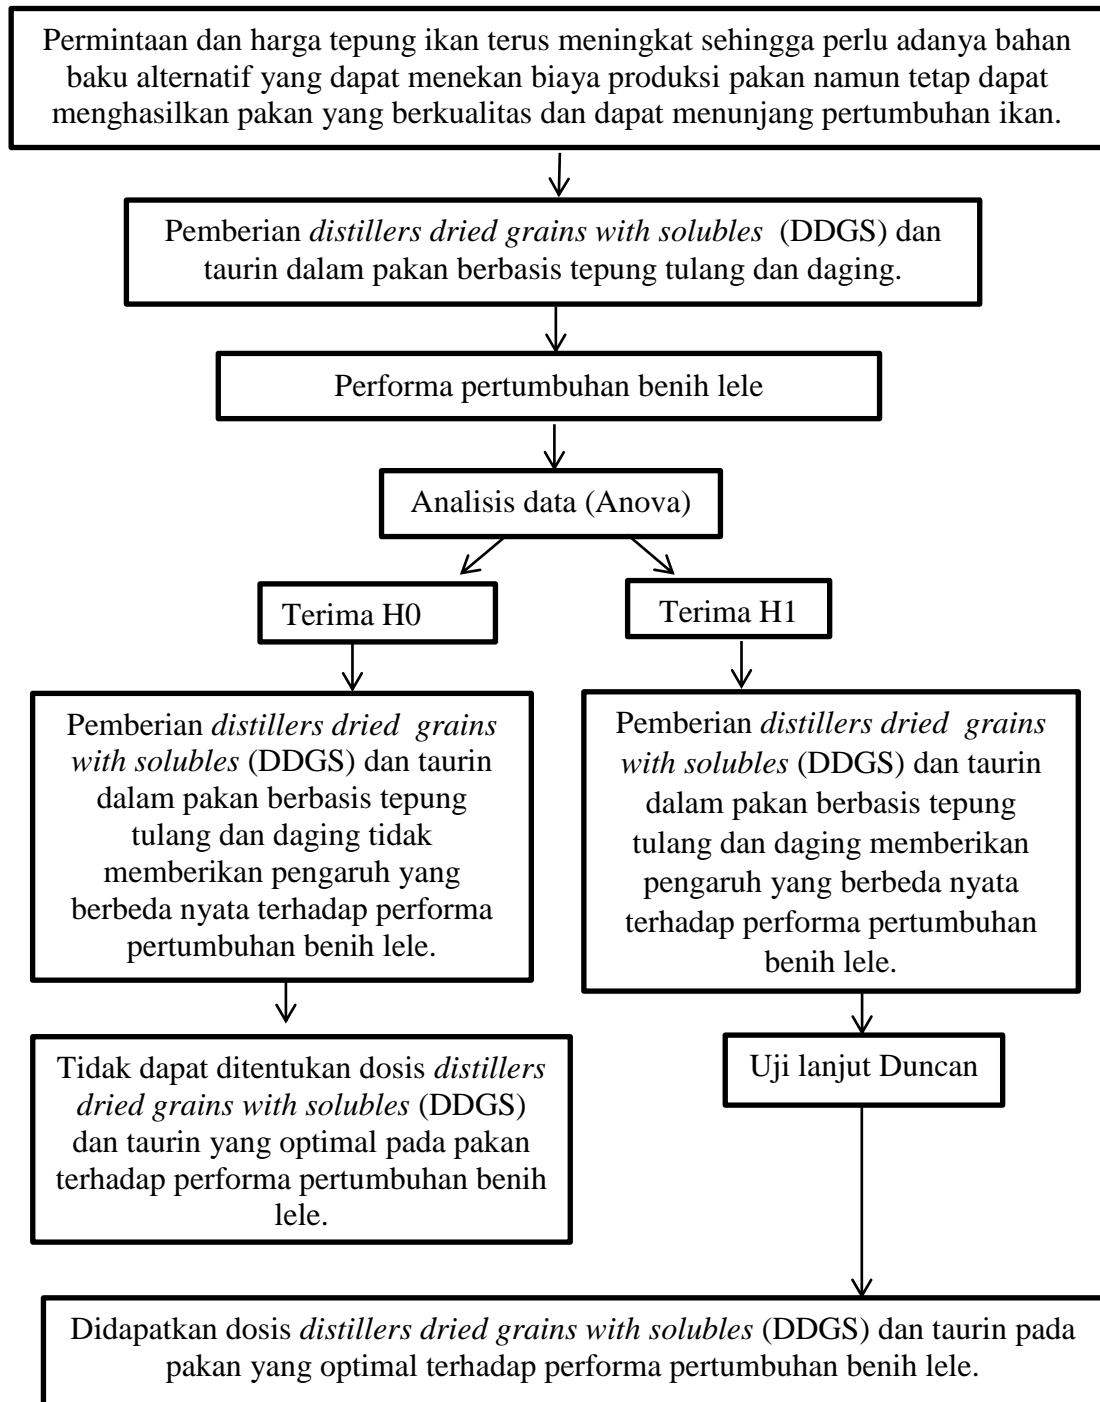 Permintaan dan harga tepung ikan terus meningkat sehingga perlu adanya bahan
baku alternatif yang dapat menekan biaya produksi pakan namun tetap dapat
menghasilkan pakan yang berkualitas dan dapat menunjang pertumbuhan ikan.
Pemberian distillers dried grains with solubles (DDGS) dan
taurin dalam pakan berbasis tepung tulang dan daging.
Performa pertumbuhan benih lele
Analisis data (Anova)
Terima H0
Terima H1
Pemberian distillers dried grains
with solubles (DDGS) dan taurin
dalam pakan berbasis tepung
tulang dan daging tidak
memberikan pengaruh yang
berbeda nyata terhadap performa
pertumbuhan benih lele.
Pemberian distillers dried grains
with solubles (DDGS) dan taurin
dalam pakan berbasis tepung
tulang dan daging memberikan
pengaruh yang berbeda nyata
terhadap performa pertumbuhan
benih lele.
Tidak dapat ditentukan dosis distillers
dried grains with solubles (DDGS)
dan taurin yang optimal pada pakan
terhadap performa pertumbuhan benih
lele.
Uji lanjut Duncan
Didapatkan dosis distillers dried grains with solubles (DDGS) dan taurin pada
pakan yang optimal terhadap performa pertumbuhan benih lele.